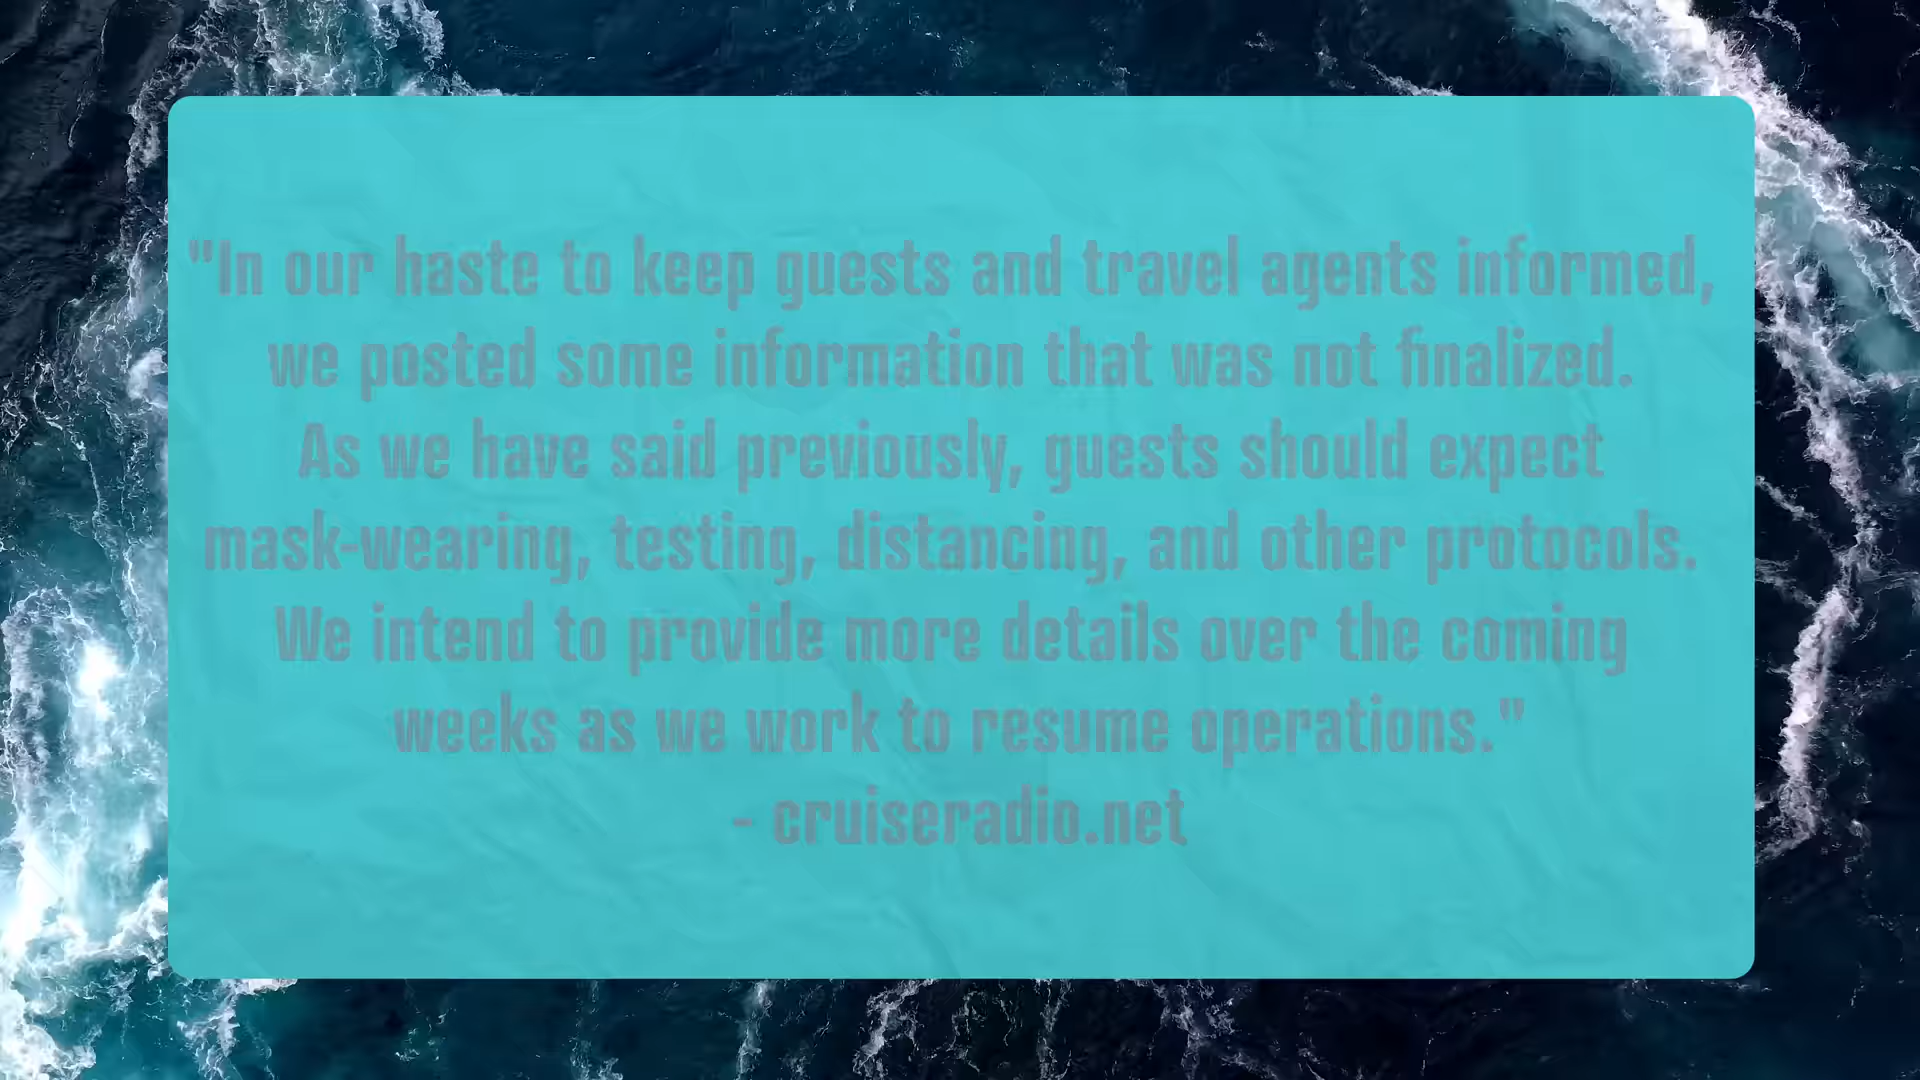 "In our haste to keep guests and travel agents informed,
we posted some information that was not finalized.
As we have said previously, guests should expect
mask-wearing, testing, distancing, and other protocols.
We intend to provide more details over the coming
weeks as we work to resume operations."
- cruiseradio.net